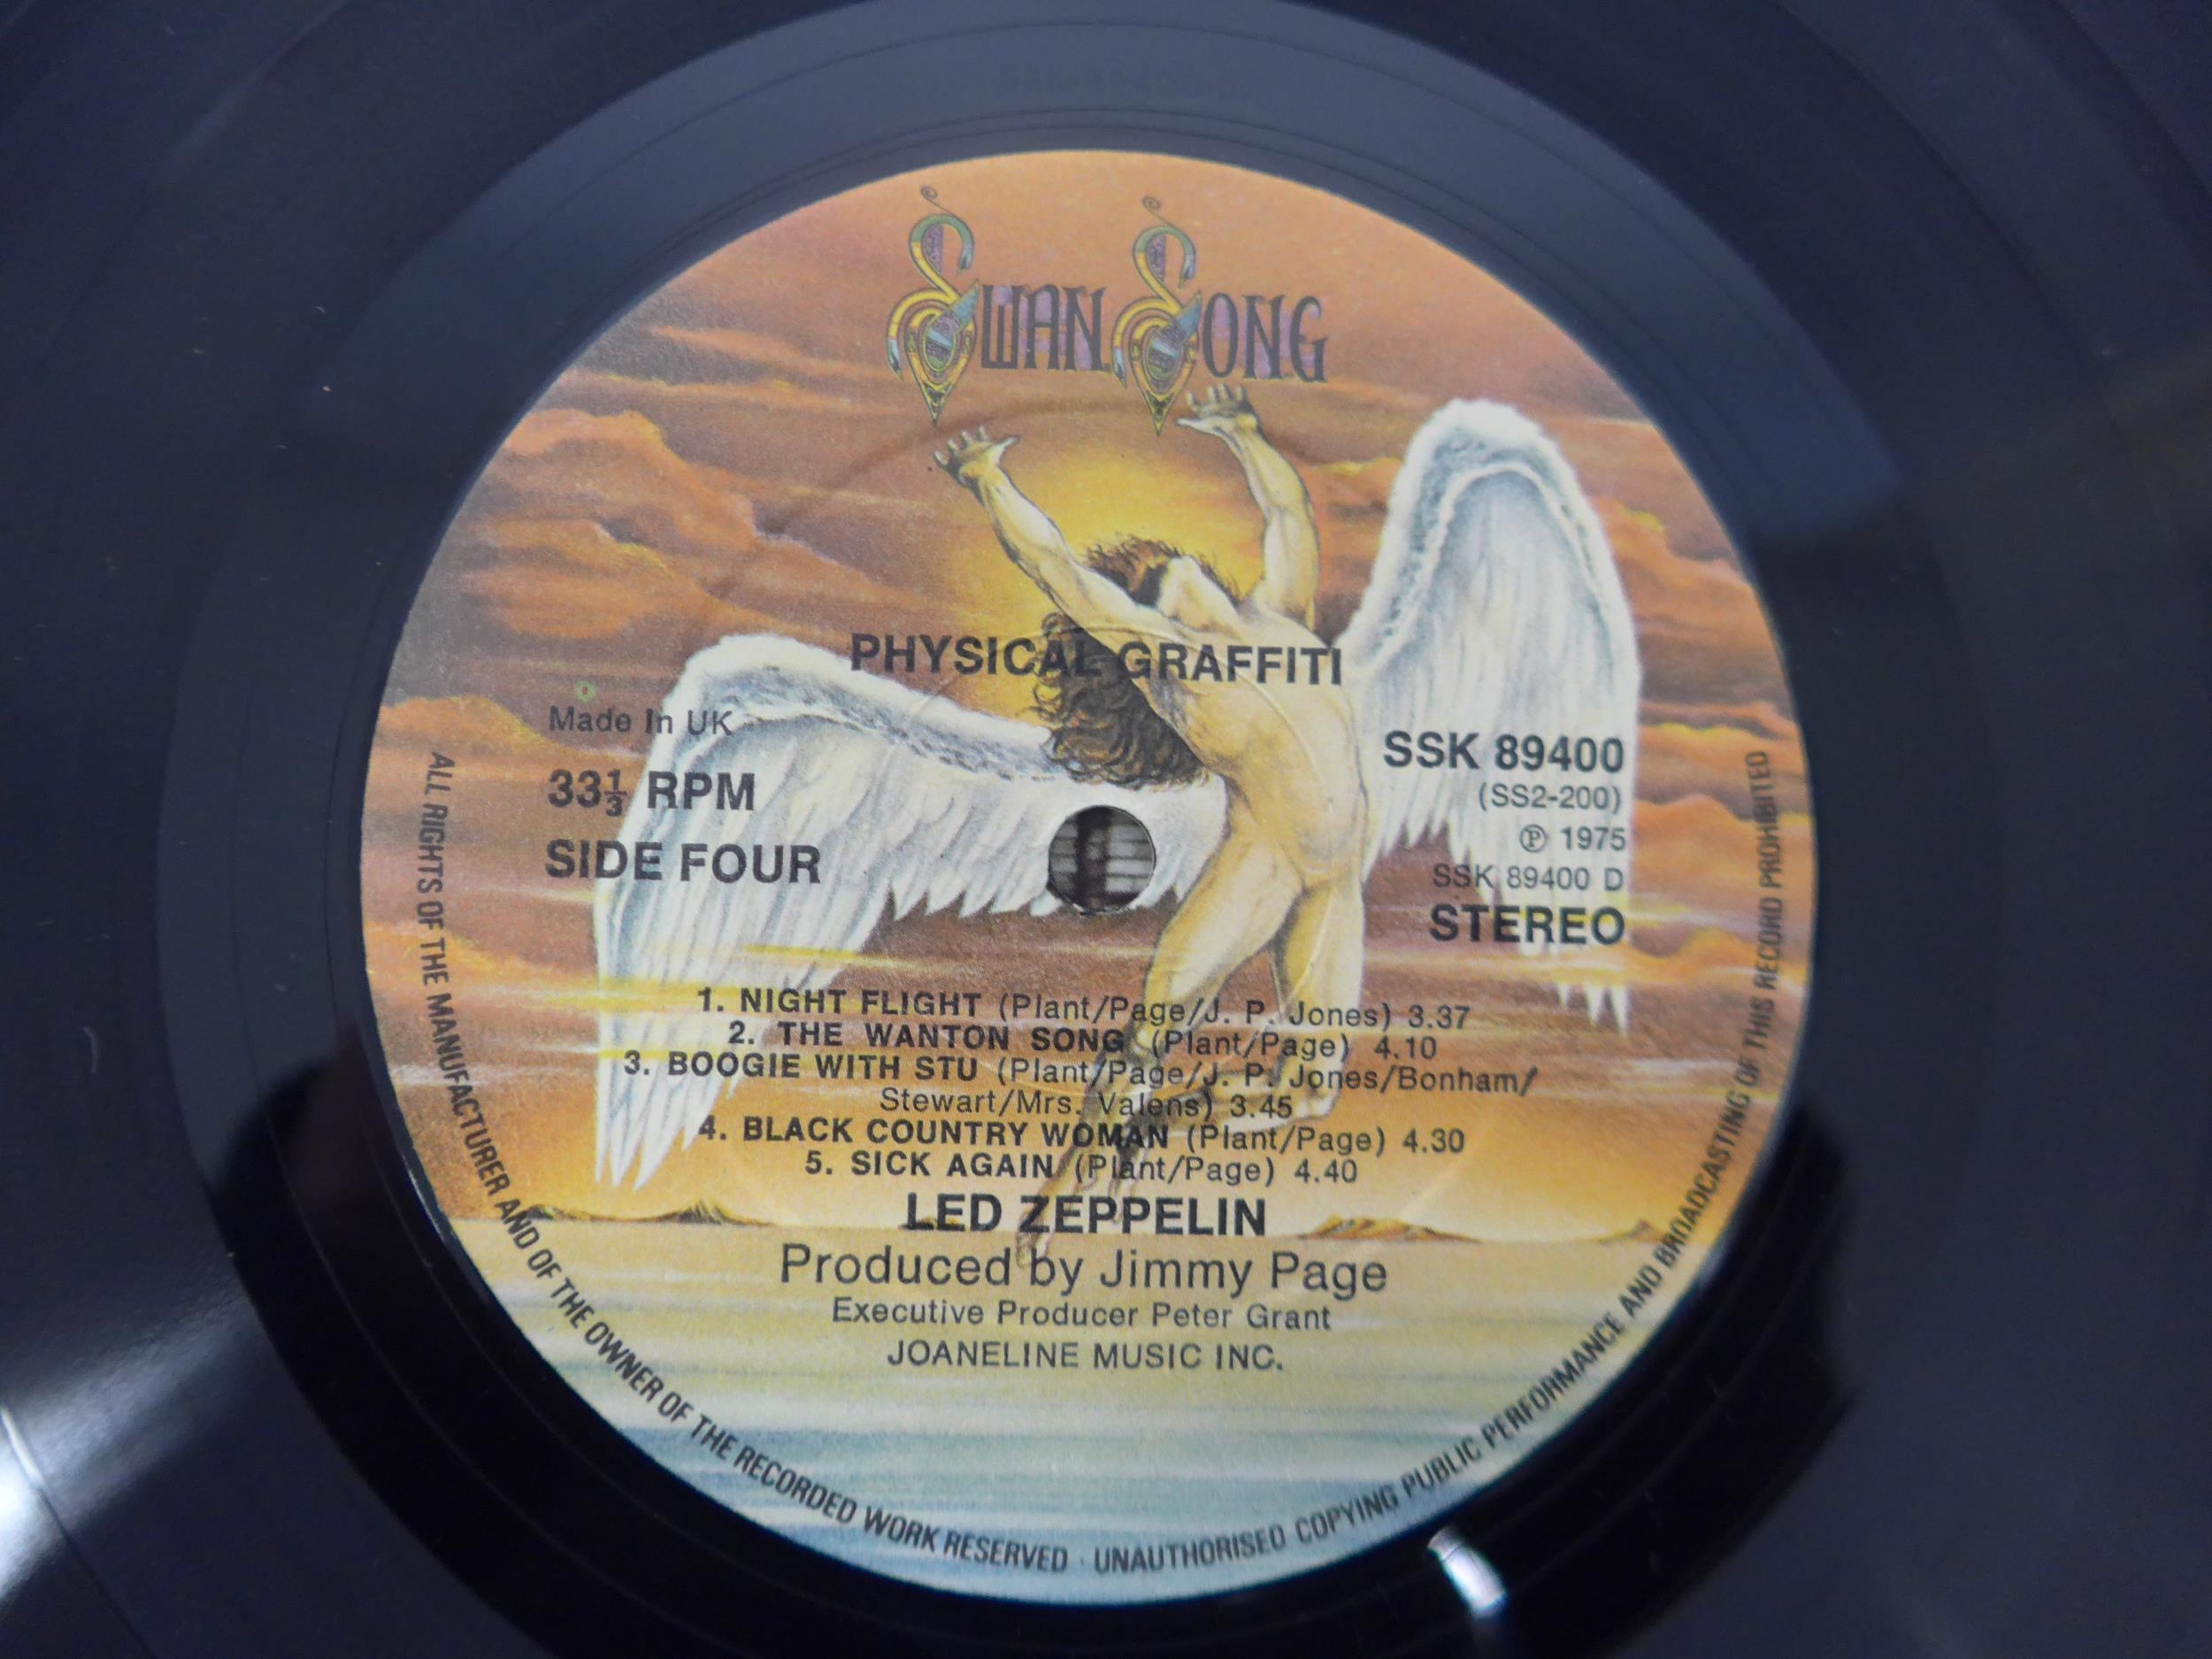 SWAN SONG
PHYSICAL GRAFFITI
Made In UK
33⅓ RPM
SIDE FOUR
SSK 89400
(SS2-200)
℗ 1975
SSK 89400 D
STEREO
1. NIGHT FLIGHT (Plant/Page/J. P. Jones) 3.37
2. THE WANTON SONG (Plant/Page) 4.10
3. BOOGIE WITH STU (Plant/Page/J. P. Jones/Bonham/
Stewart/Mrs. Valens) 3.45
4. BLACK COUNTRY WOMAN (Plant/Page) 4.30
5. SICK AGAIN (Plant/Page) 4.40
LED ZEPPELIN
Produced by Jimmy Page
Executive Producer Peter Grant
JOANELINE MUSIC INC.
ALL RIGHTS OF THE MANUFACTURER AND OF THE OWNER OF THE RECORDED WORK RESERVED · UNAUTHORISED COPYING PUBLIC PERFORMANCE AND BROADCASTING OF THIS RECORD PROHIBITED